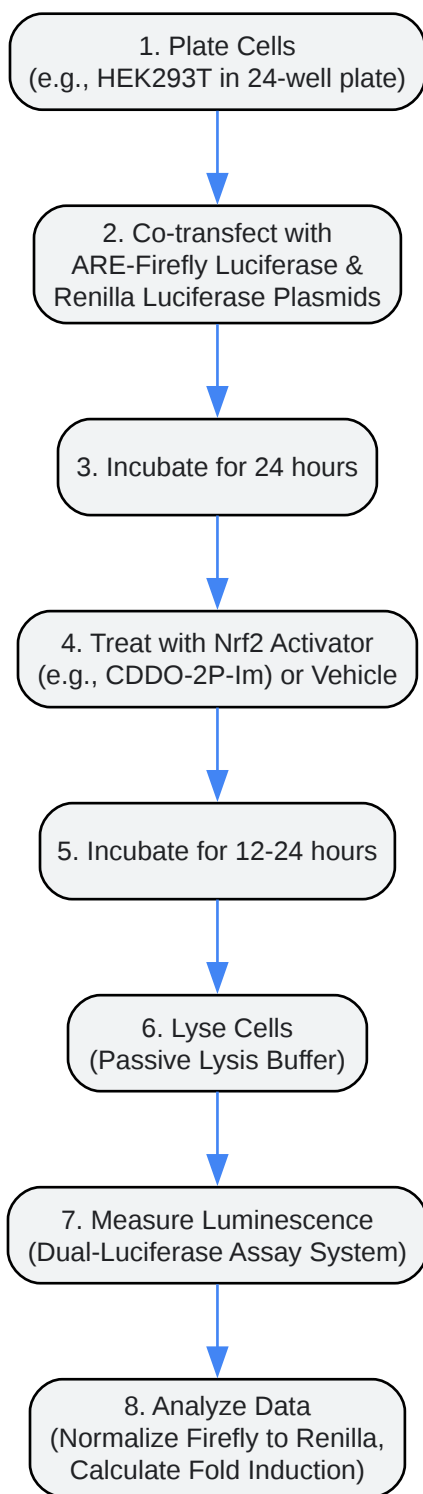 1. Plate Cells
(e.g., HEK293T in 24-well plate)
2. Co-transfect with
ARE-Firefly Luciferase &
Renilla Luciferase Plasmids
3. Incubate for 24 hours
4. Treat with Nrf2 Activator
(e.g., CDDO-2P-Im) or Vehicle
5. Incubate for 12-24 hours
6. Lyse Cells
(Passive Lysis Buffer)
7. Measure Luminescence
(Dual-Luciferase Assay System)
8. Analyze Data
(Normalize Firefly to Renilla,
Calculate Fold Induction)